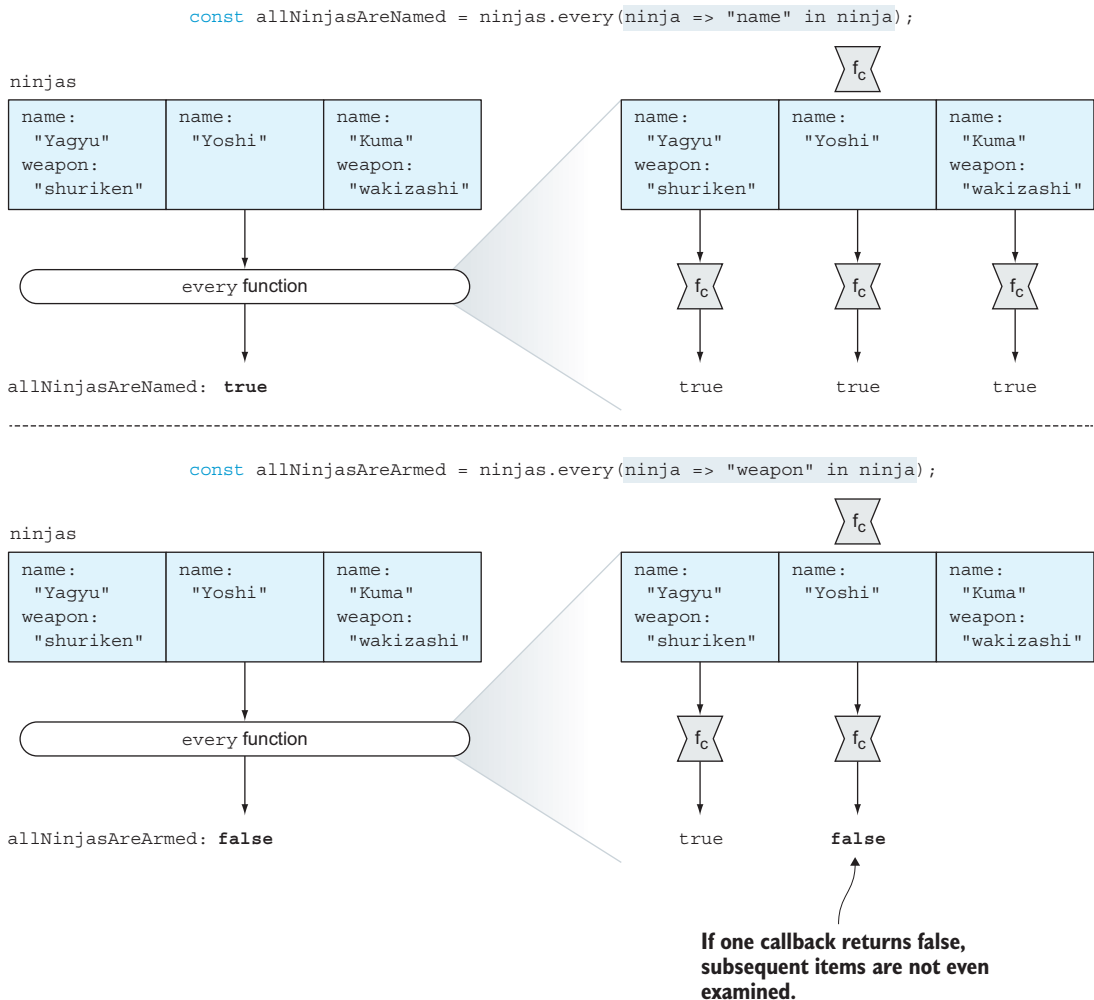 const allNinjasAreNamed = ninjas.every(ninja => "name" in ninja);
fc
ninjas
name:
"Yagyu"
weapon:
"shuriken"
name:
"Yoshi"
name:
"Kuma"
weapon:
"wakizashi"
every function
allNinjasAreNamed: true
name:
"Yagyu"
weapon:
"shuriken"
name:
"Yoshi"
name:
"Kuma"
weapon:
"wakizashi"
fc
fc
fc
true
true
true
const allNinjasAreArmed = ninjas.every(ninja => "weapon" in ninja);
fc
ninjas
name:
"Yagyu"
weapon:
"shuriken"
name:
"Yoshi"
name:
"Kuma"
weapon:
"wakizashi"
every function
allNinjasAreArmed: false
name:
"Yagyu"
weapon:
"shuriken"
name:
"Yoshi"
name:
"Kuma"
weapon:
"wakizashi"
fc
fc
true
false
If one callback returns false,
subsequent items are not even
examined.